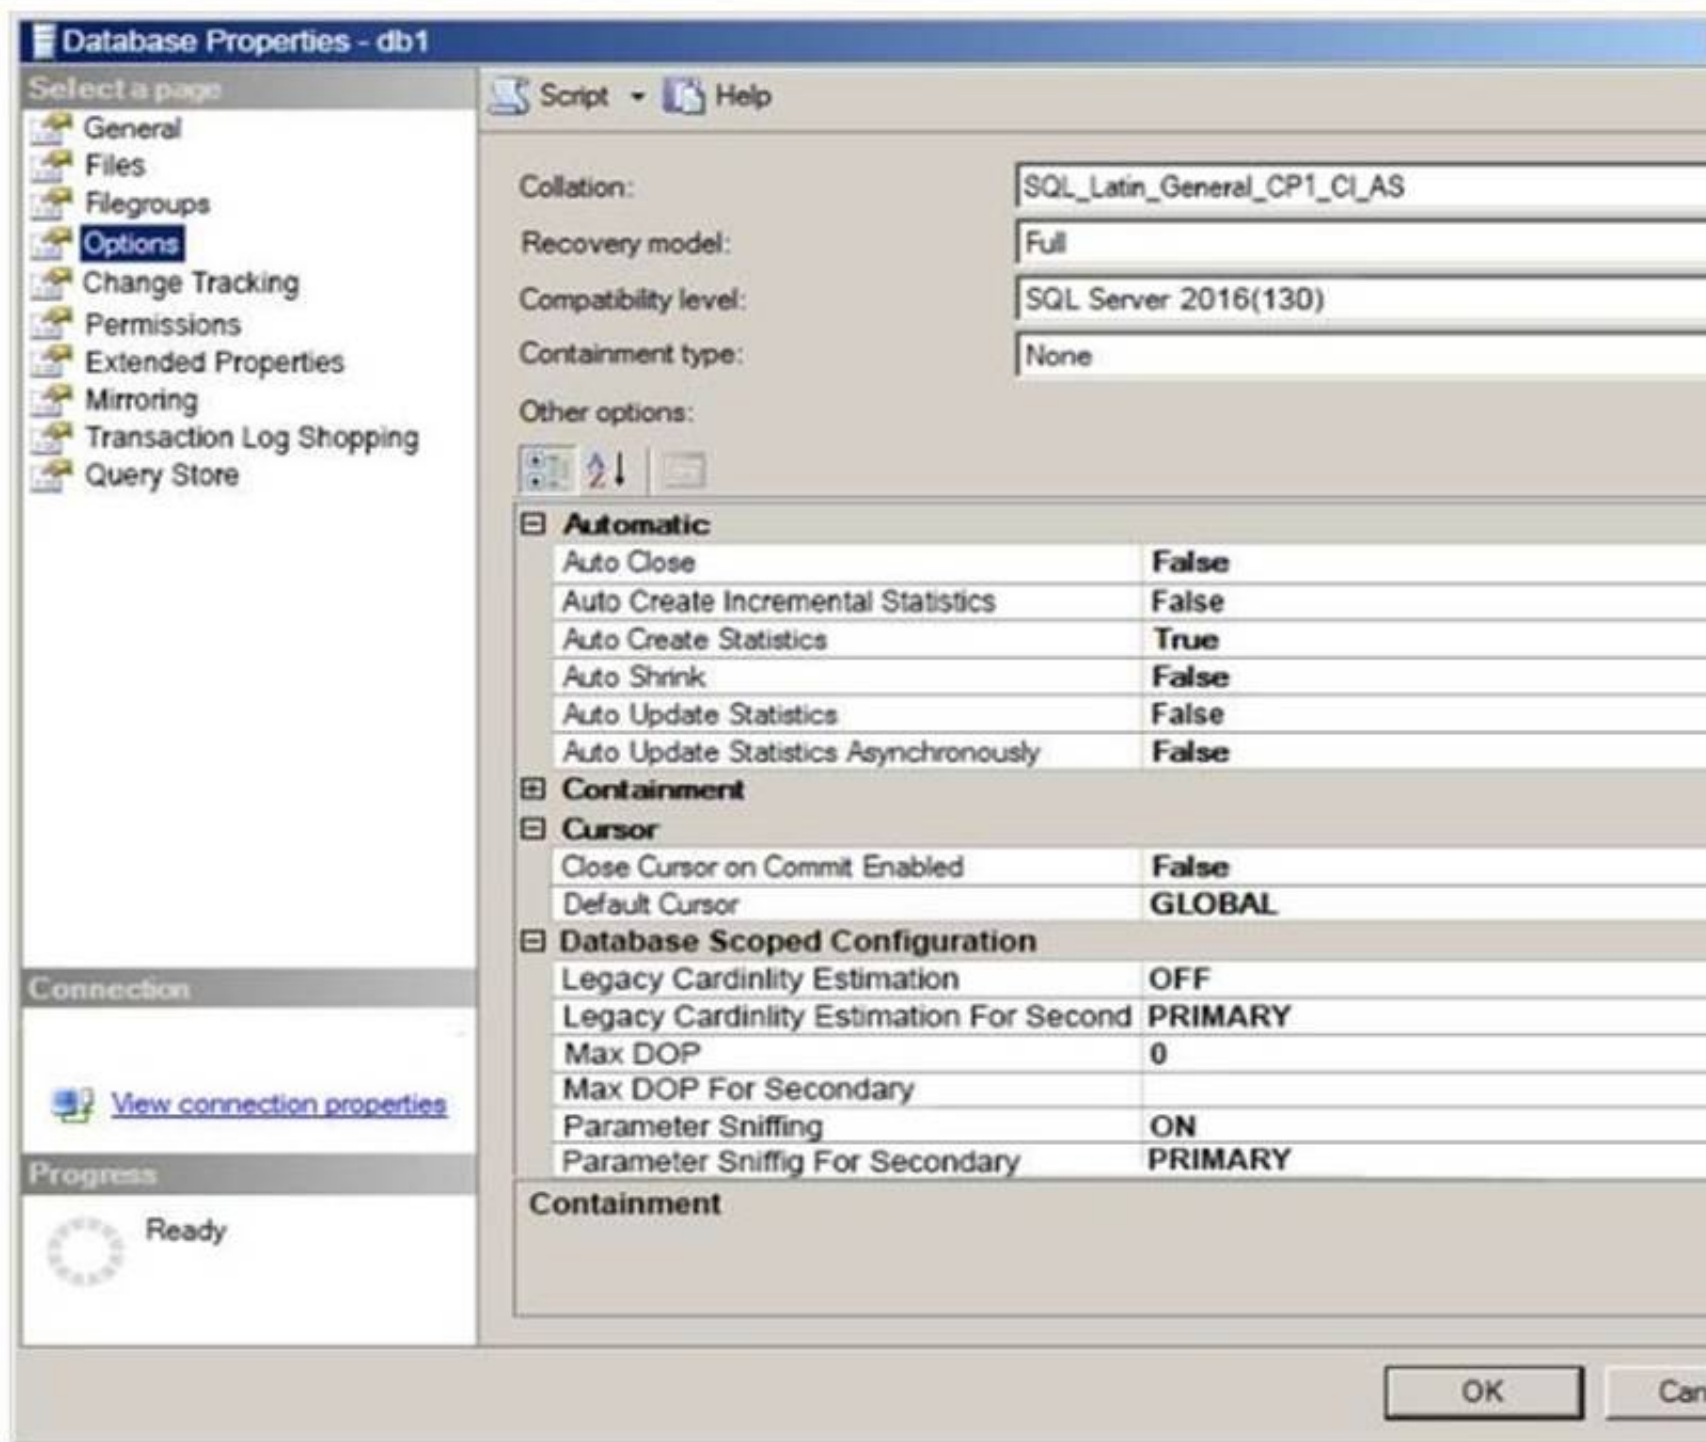 Database Properties - db1
Select a page
General
Files
Filegroups
Options
Change Tracking
Permissions
Extended Properties
Mirroring
Transaction Log Shopping
Query Store
Connection
View connection properties
Progress
Ready
Script Help
Collation: SQL_Latin_General_CP1_CI_AS
Recovery model: Full
Compatibility level: SQL Server 2016(130)
Containment type: None
Other options:
Automatic
Auto Close False
Auto Create Incremental Statistics False
Auto Create Statistics True
Auto Shrink False
Auto Update Statistics False
Auto Update Statistics Asynchronously False
Containment
Cursor
Close Cursor on Commit Enabled False
Default Cursor GLOBAL
Database Scoped Configuration
Legacy Cardinlity Estimation OFF
Legacy Cardinlity Estimation For Second PRIMARY
Max DOP 0
Max DOP For Secondary
Parameter Sniffing ON
Parameter Sniffig For Secondary PRIMARY
Containment
OK Can